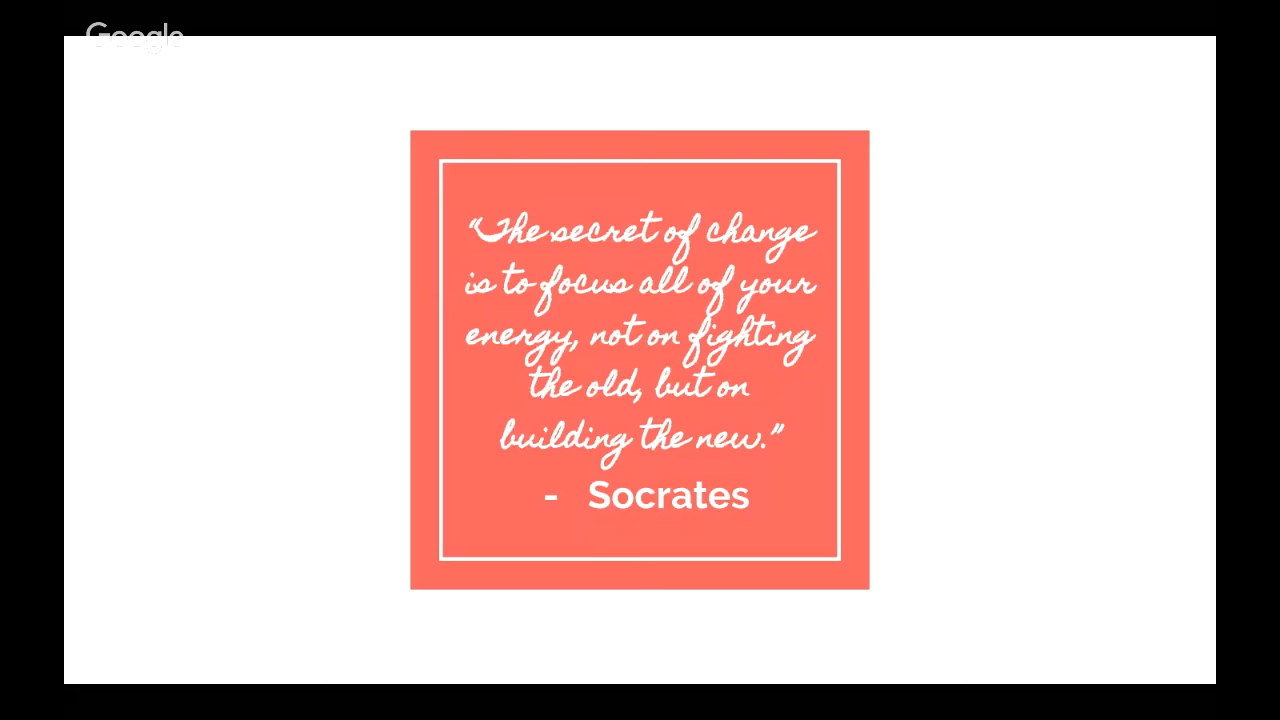 Google
“The secret of change
is to focus all of your
energy, not on fighting
the old, but on
building the new.”
- Socrates